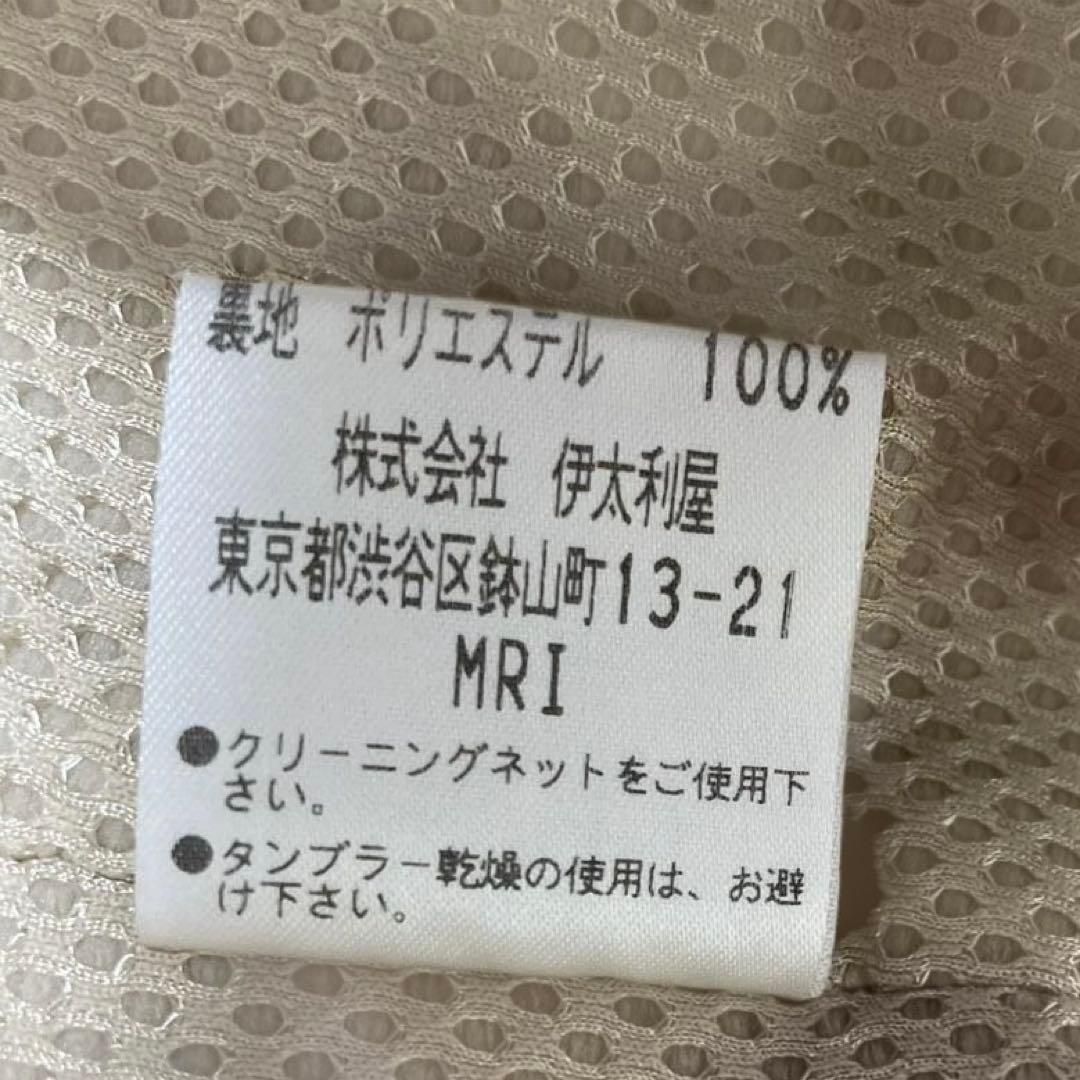 裏地 ポリエステル 100%
株式会社 伊太利屋
東京都渋谷区鉢山町13-21
MRI
●クリーニングネットをご使用下
さい。
●タンブラー乾燥の使用は、お避
け下さい。